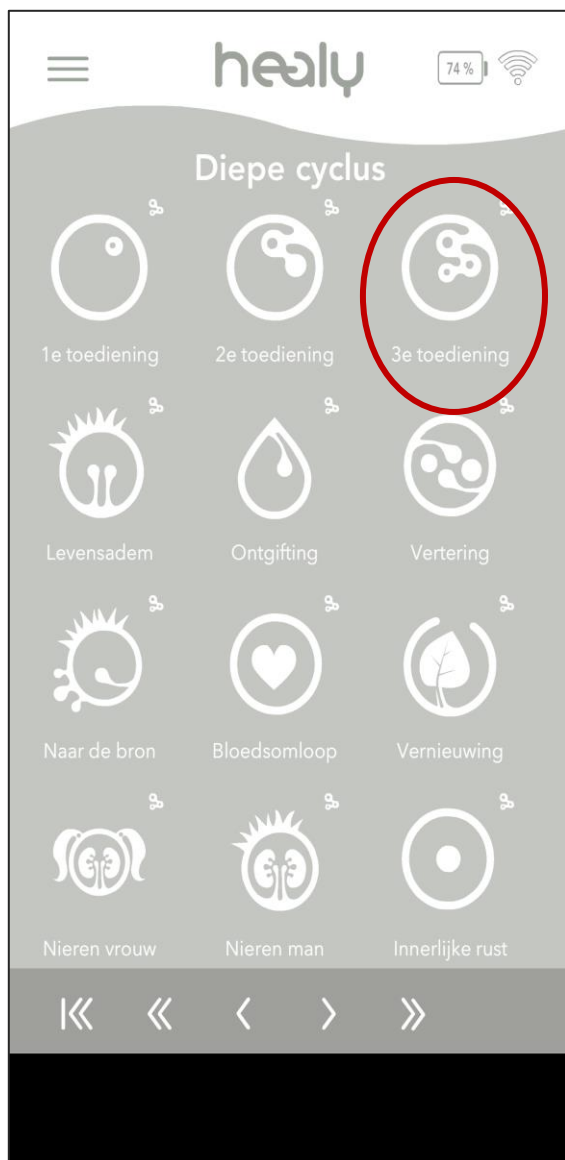 healy
74 %
Diepe cyclus
1e toediening 2e toediening 3e toediening
Levensadem Ontgifting Vertering
Naar de bron Bloedsomloop Vernieuwing
Nieren vrouw Nieren man Innerlijke rust